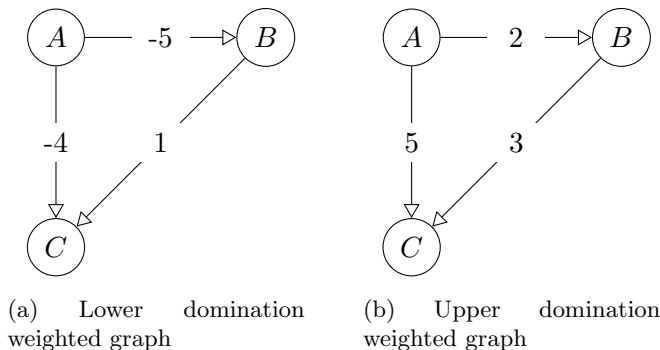 A -5 B
-4 1
C
A 2 B
5 3
C
(a) Lower domination
weighted graph
(b) Upper domination
weighted graph